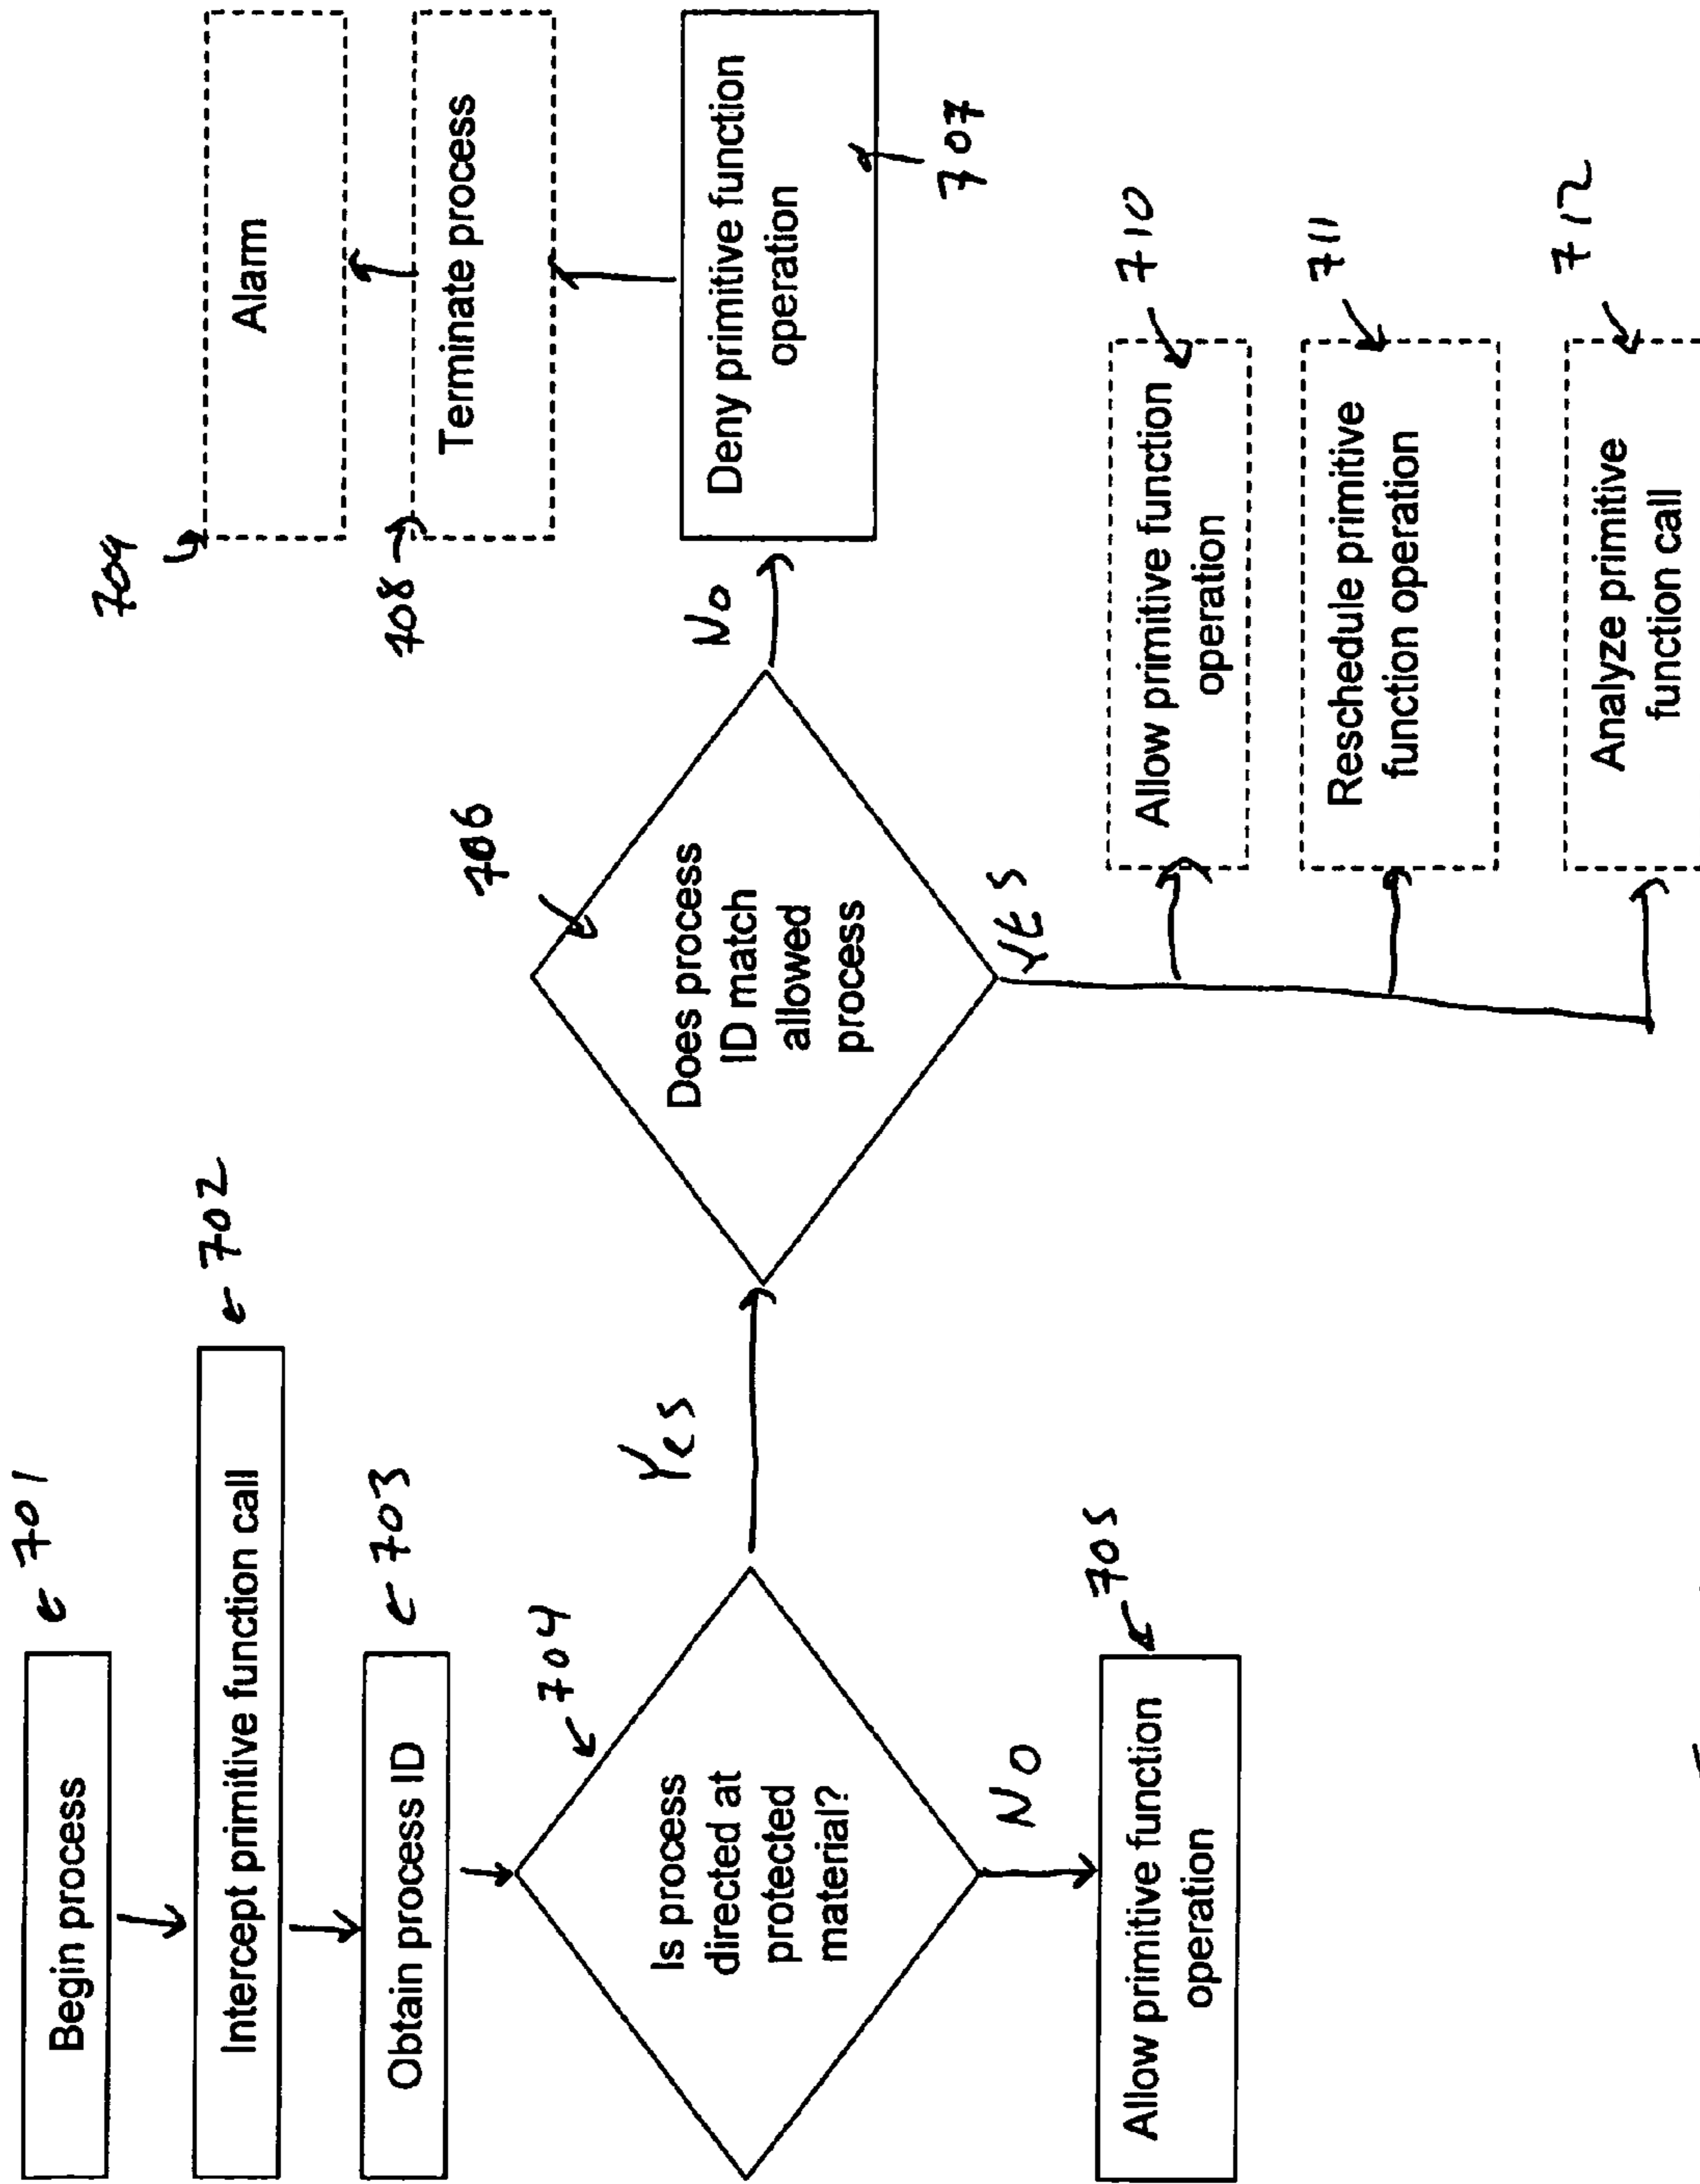 Begin process
701
Intercept primitive function call
702
Obtain process ID
703
704
Is process
directed at
protected
material?
Yes
No
705
Allow primitive function
operation
706
Does process
ID match
allowed
process
No
Yes
Deny primitive function
operation
707
708
Terminate process
709
Alarm
710
Allow primitive function
operation
711
Reschedule primitive
function operation
712
Analyze primitive
function call